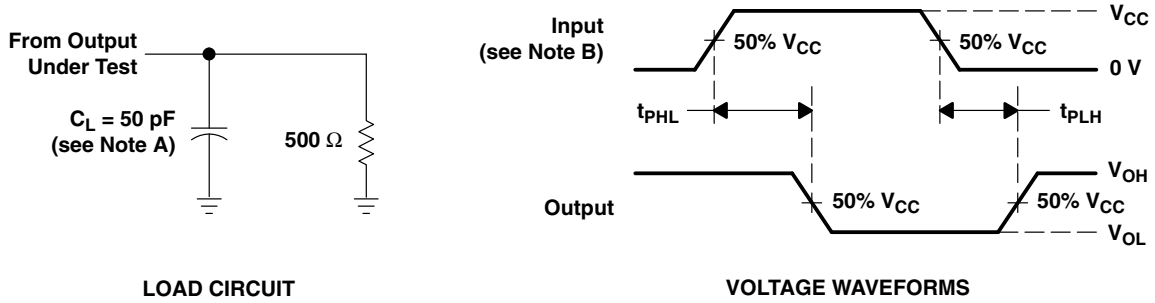 From Output
Under Test
C_L = 50 pF
(see Note A)
500 Ω
LOAD CIRCUIT
Input
(see Note B)
50% V_CC
50% V_CC
V_CC
0 V
t_PHL
t_PLH
Output
50% V_CC
50% V_CC
V_OH
V_OL
VOLTAGE WAVEFORMS